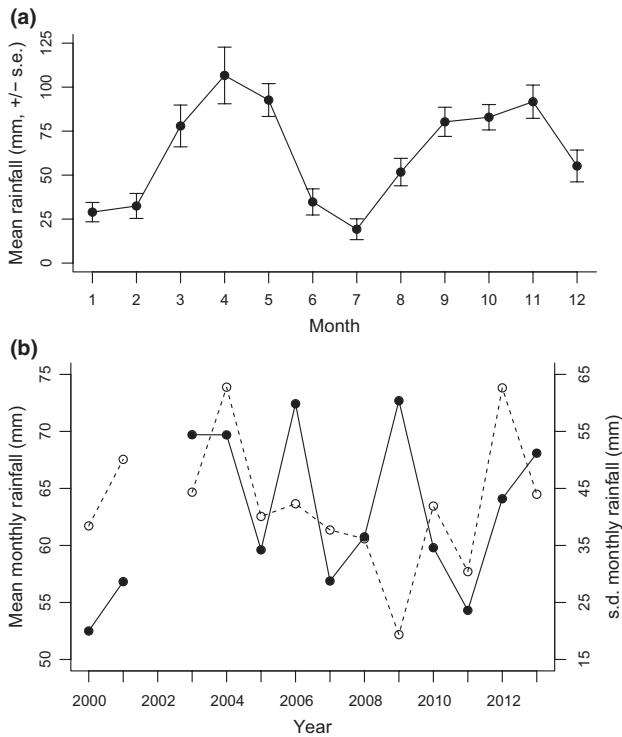 (a)
Mean rainfall (mm, +/− s.e.)
125
100
75
50
25
0
1 2 3 4 5 6 7 8 9 10 11 12
Month
(b)
Mean monthly rainfall (mm)
75
70
65
60
55
50
65
55
45
35
25
15
s.d. monthly rainfall (mm)
2000 2002 2004 2006 2008 2010 2012
Year